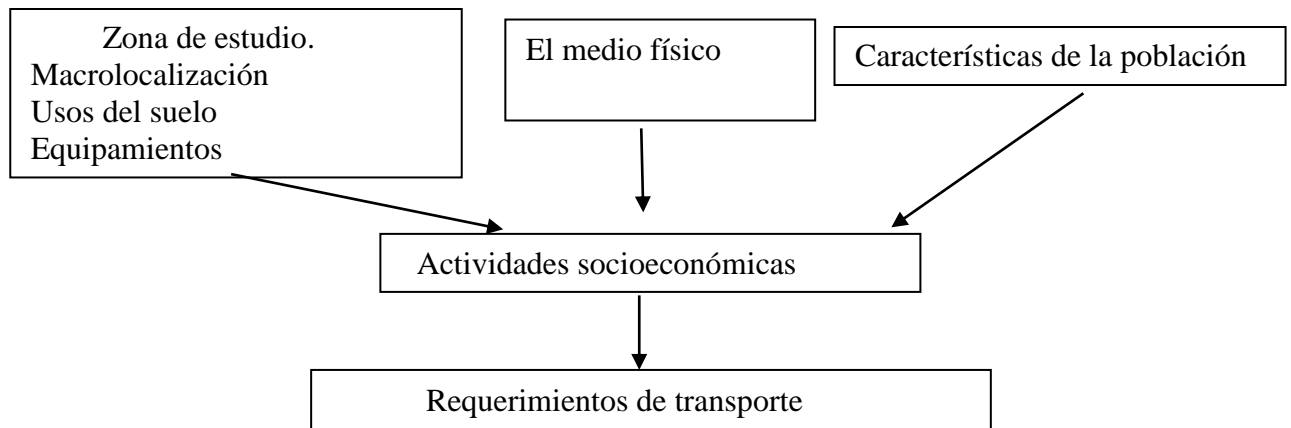 Zona de estudio.
Macrolocalización
Usos del suelo
Equipamientos
El medio físico
Características de la población
Actividades socioeconómicas
Requerimientos de transporte